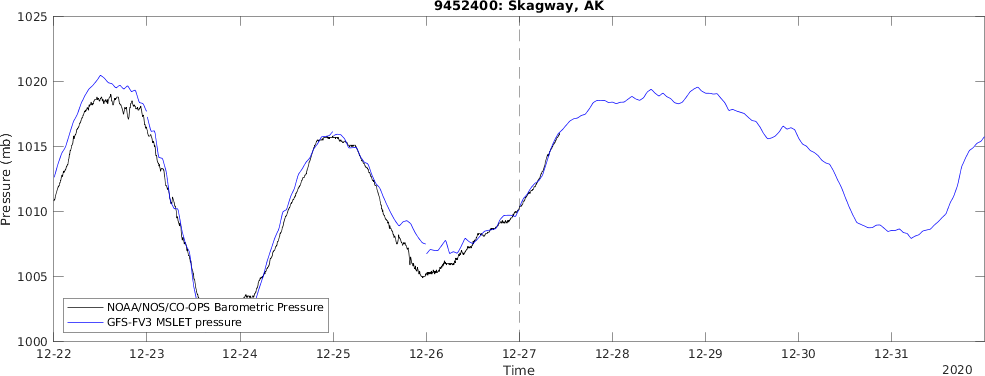 9452400: Skagway, AK
1025
1020
1015
1010
1005
1000
Pressure (mb)
NOAA/NOS/CO-OPS Barometric Pressure
GFS-FV3 MSLET pressure
12-22 12-23 12-24 12-25 12-26 12-27 12-28 12-29 12-30 12-31
Time
2020